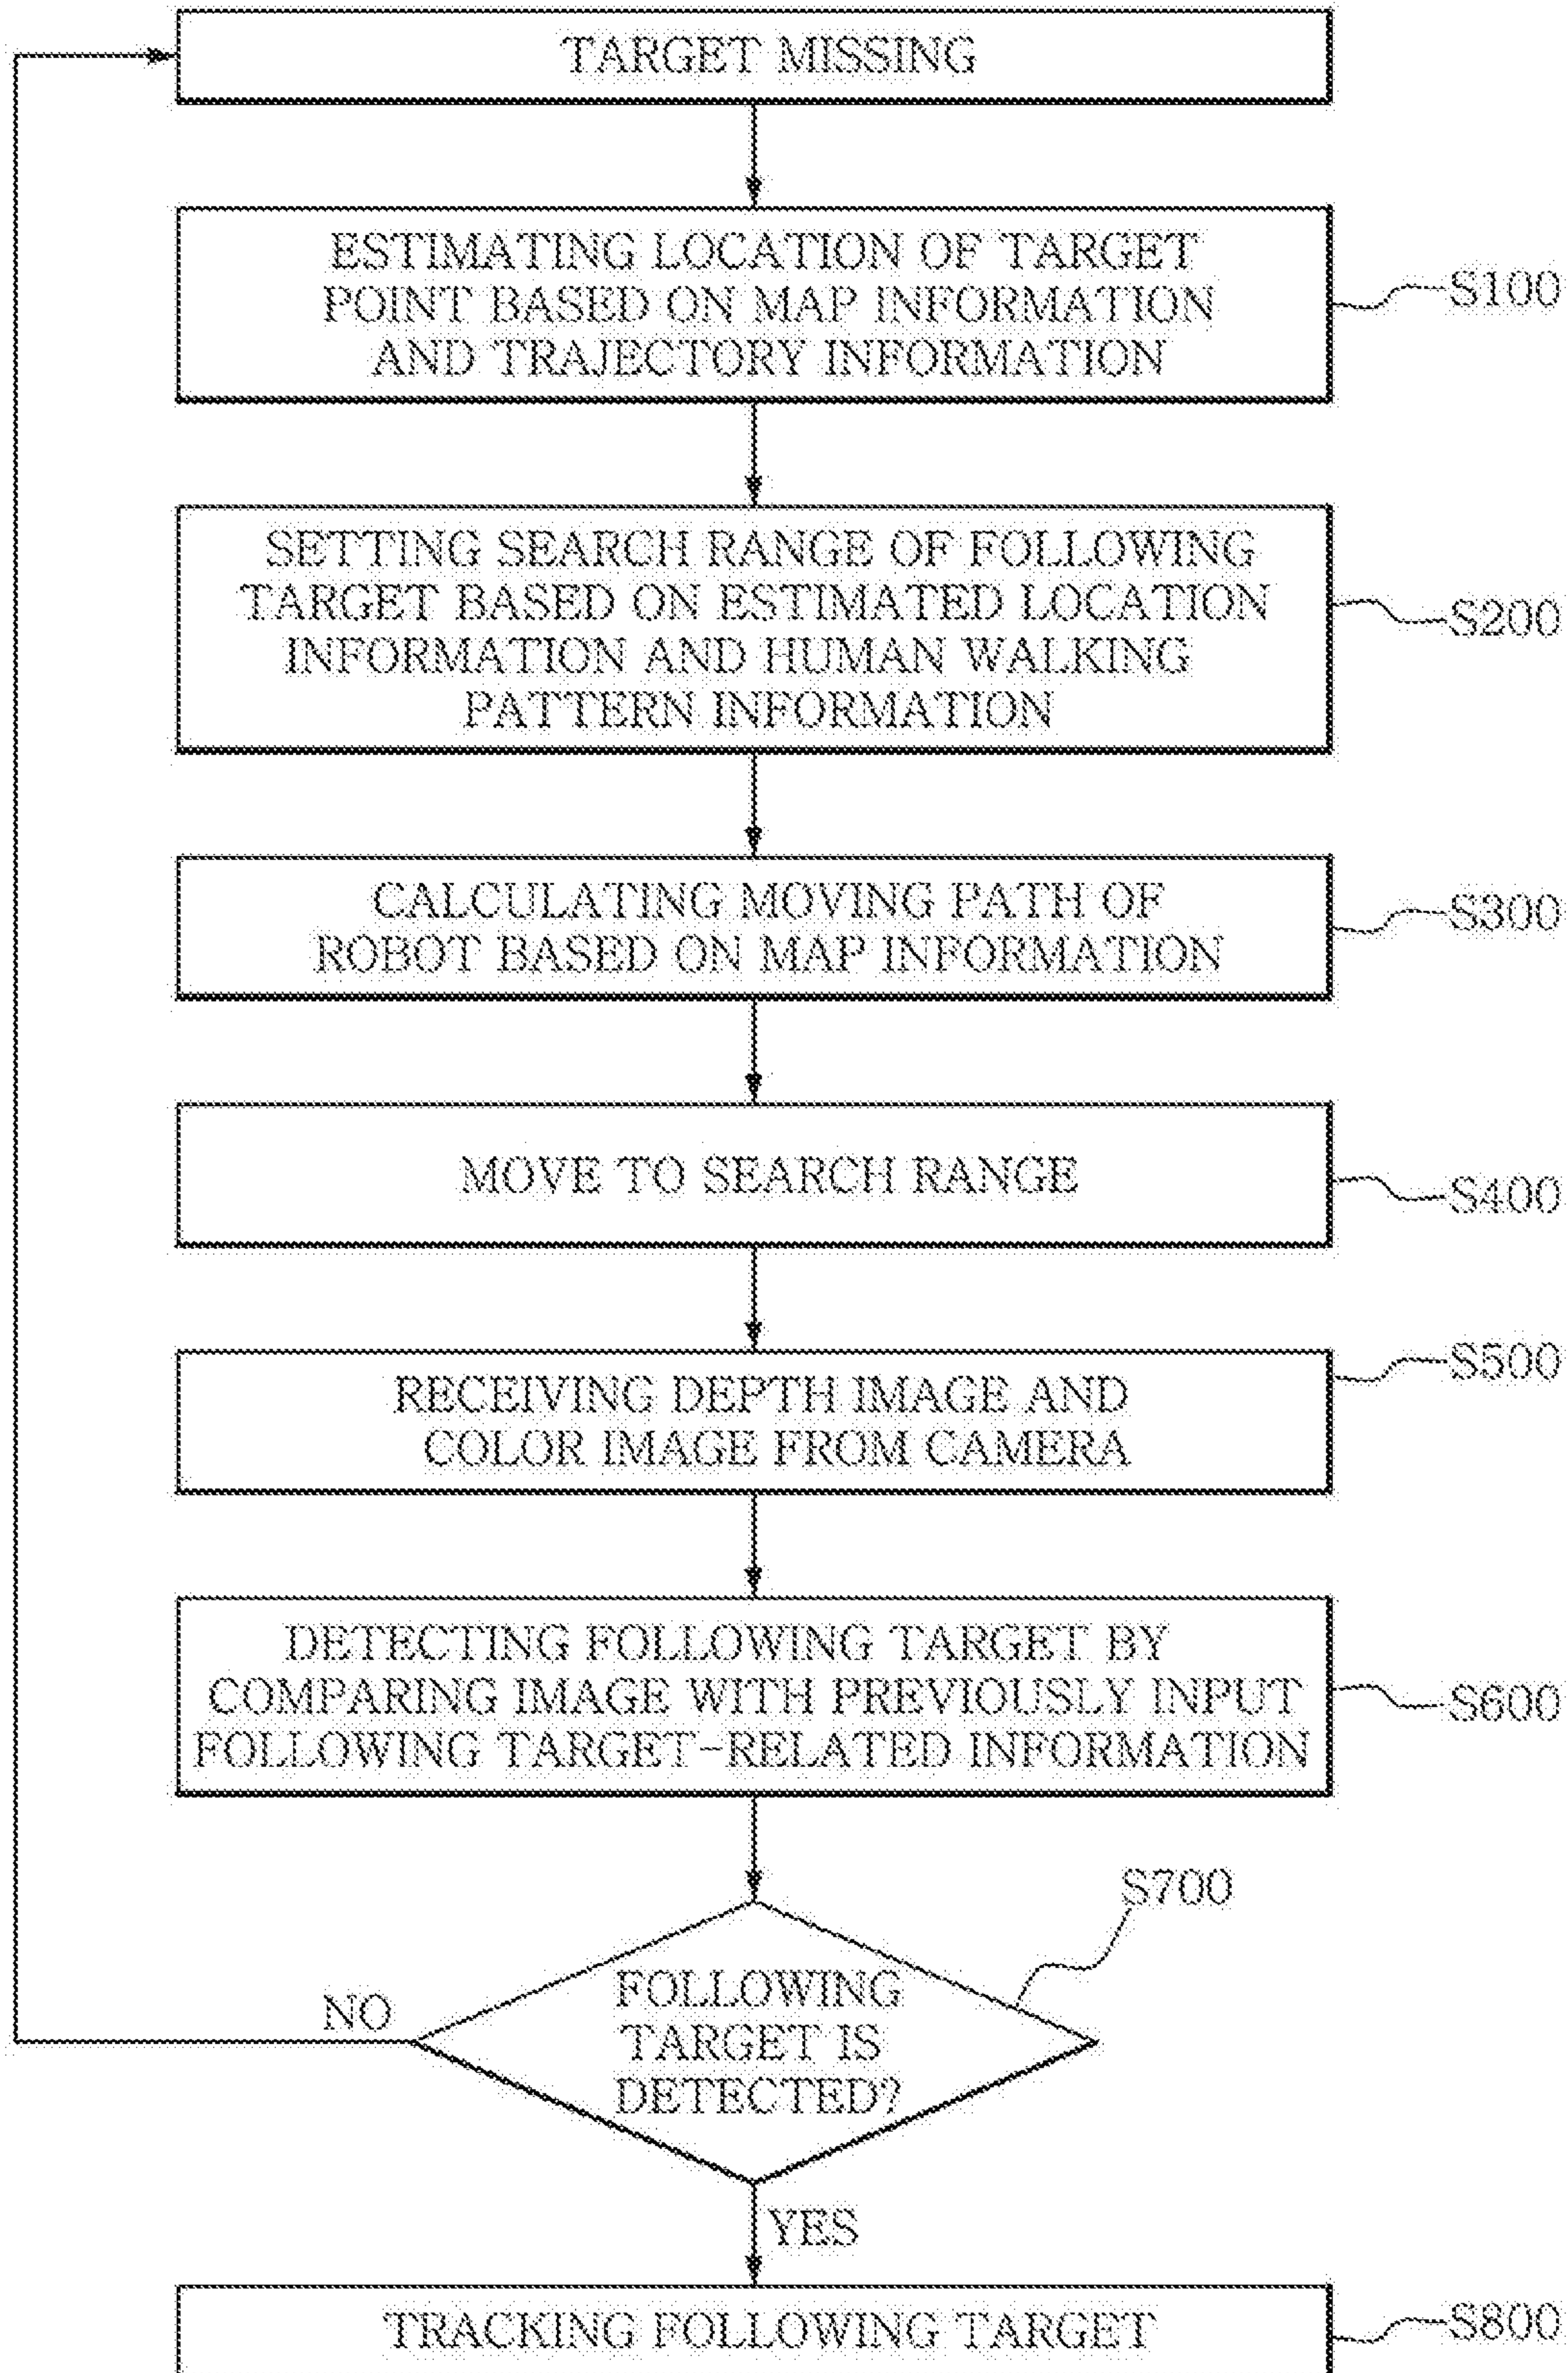 TARGET MISSING
ESTIMATING LOCATION OF TARGET
POINT BASED ON MAP INFORMATION
AND TRAJECTORY INFORMATION
S100
SETTING SEARCH RANGE OF FOLLOWING
TARGET BASED ON ESTIMATED LOCATION
INFORMATION AND HUMAN WALKING
PATTERN INFORMATION
S200
CALCULATING MOVING PATH OF
ROBOT BASED ON MAP INFORMATION
S300
MOVE TO SEARCH RANGE
S400
RECEIVING DEPTH IMAGE AND
COLOR IMAGE FROM CAMERA
S500
DETECTING FOLLOWING TARGET BY
COMPARING IMAGE WITH PREVIOUSLY INPUT
FOLLOWING TARGET-RELATED INFORMATION
S600
S700
FOLLOWING
TARGET IS
DETECTED?
NO
YES
TRACKING FOLLOWING TARGET
S800